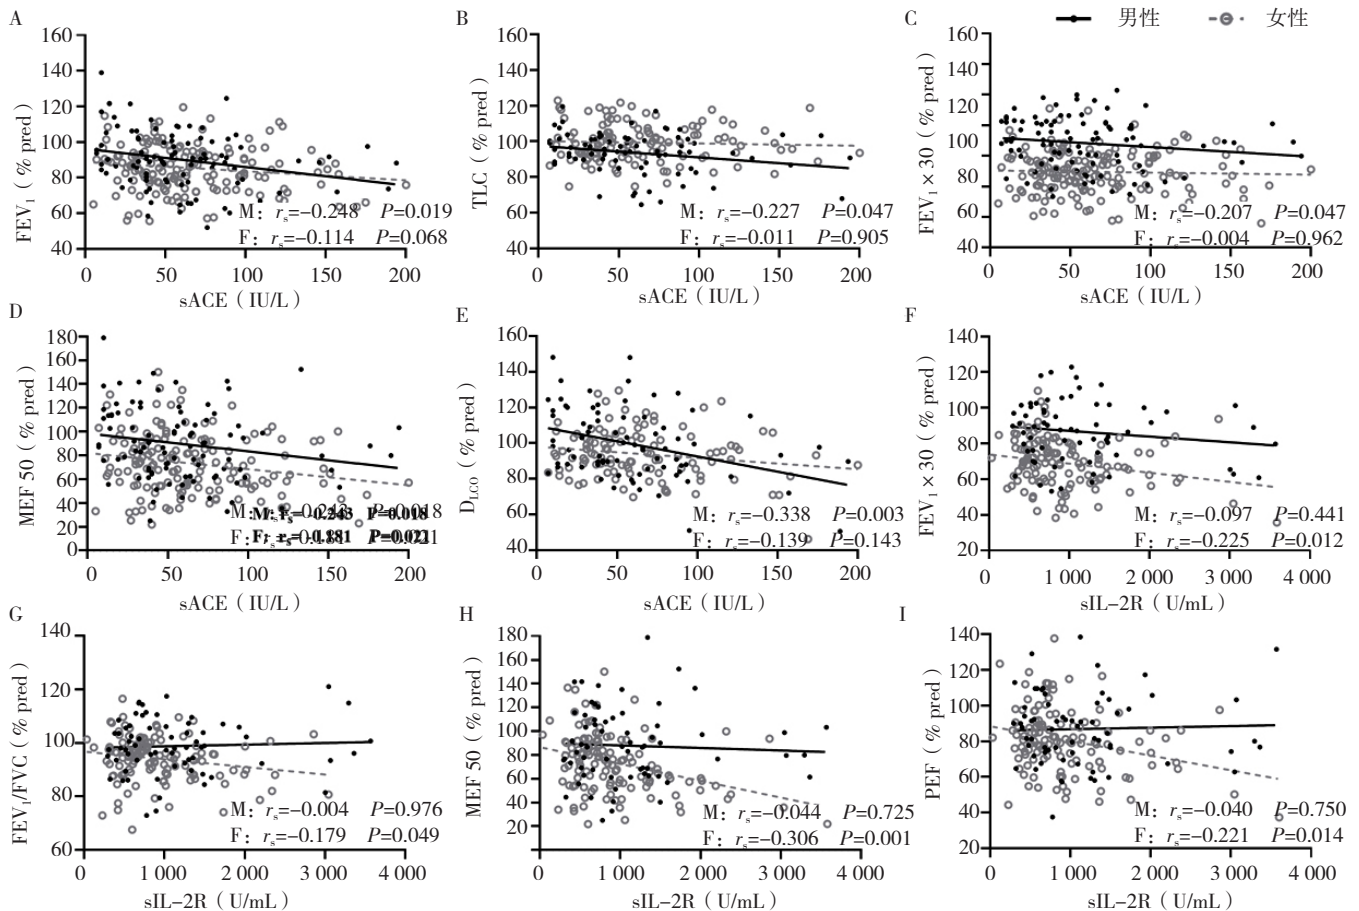 A
FEV₁（% pred）
160
140
120
100
80
60
40
M：rₛ=−0.248 P=0.019
F：rₛ=−0.114 P=0.068
0 50 100 150 200
sACE（IU/L）
B
TLC（% pred）
160
140
120
100
80
60
40
M：rₛ=−0.227 P=0.047
F：rₛ=−0.011 P=0.905
0 50 100 150 200
sACE（IU/L）
C
男性 女性
FEV₁×30（% pred）
160
140
120
100
80
60
40
M：rₛ=−0.207 P=0.047
F：rₛ=−0.004 P=0.962
0 50 100 150 200
sACE（IU/L）
D
MEF 50（% pred）
180
160
140
120
100
80
60
40
20
0
M：rₛ=−0.243 P=0.018
F：rₛ=−0.181 P=0.021
0 50 100 150 200
sACE（IU/L）
E
D_LCO（% pred）
160
140
120
100
80
60
40
M：rₛ=−0.338 P=0.003
F：rₛ=−0.139 P=0.143
0 50 100 150 200
sACE（IU/L）
F
FEV₁×30（% pred）
140
120
100
80
60
40
20
M：rₛ=−0.097 P=0.441
F：rₛ=−0.225 P=0.012
0 1 000 2 000 3 000 4 000
sIL−2R（U/mL）
G
FEV₁/FVC（% pred）
140
120
100
80
60
M：rₛ=−0.004 P=0.976
F：rₛ=−0.179 P=0.049
0 1 000 2 000 3 000 4 000
sIL−2R（U/mL）
H
MEF 50（% pred）
180
160
140
120
100
80
60
40
20
M：rₛ=−0.044 P=0.725
F：rₛ=−0.306 P=0.001
0 1 000 2 000 3 000 4 000
sIL−2R（U/mL）
I
PEF（% pred）
140
120
100
80
60
40
20
M：rₛ=−0.040 P=0.750
F：rₛ=−0.221 P=0.014
0 1 000 2 000 3 000 4 000
sIL−2R（U/mL）